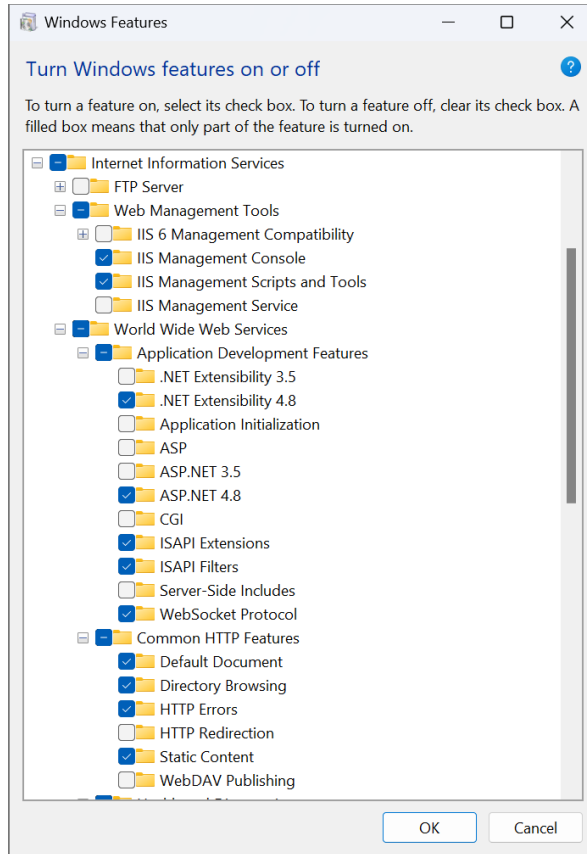 Windows Features
Turn Windows features on or off
To turn a feature on, select its check box. To turn a feature off, clear its check box. A
filled box means that only part of the feature is turned on.
Internet Information Services
FTP Server
Web Management Tools
IIS 6 Management Compatibility
IIS Management Console
IIS Management Scripts and Tools
IIS Management Service
World Wide Web Services
Application Development Features
.NET Extensibility 3.5
.NET Extensibility 4.8
Application Initialization
ASP
ASP.NET 3.5
ASP.NET 4.8
CGI
ISAPI Extensions
ISAPI Filters
Server-Side Includes
WebSocket Protocol
Common HTTP Features
Default Document
Directory Browsing
HTTP Errors
HTTP Redirection
Static Content
WebDAV Publishing
OK
Cancel